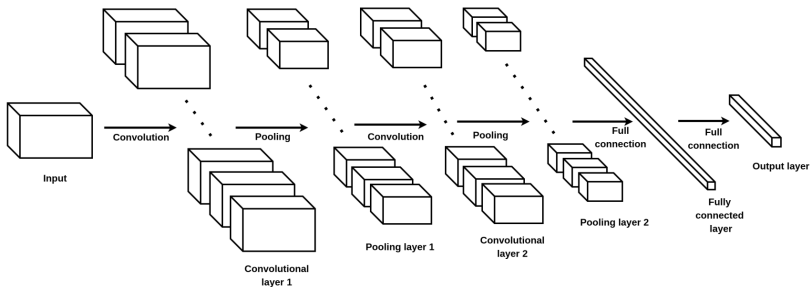 Input
Convolution
Convolutional
layer 1
Pooling
Pooling layer 1
Convolution
Convolutional
layer 2
Pooling
Pooling layer 2
Full
connection
Fully
connected
layer
Full
connection
Output layer